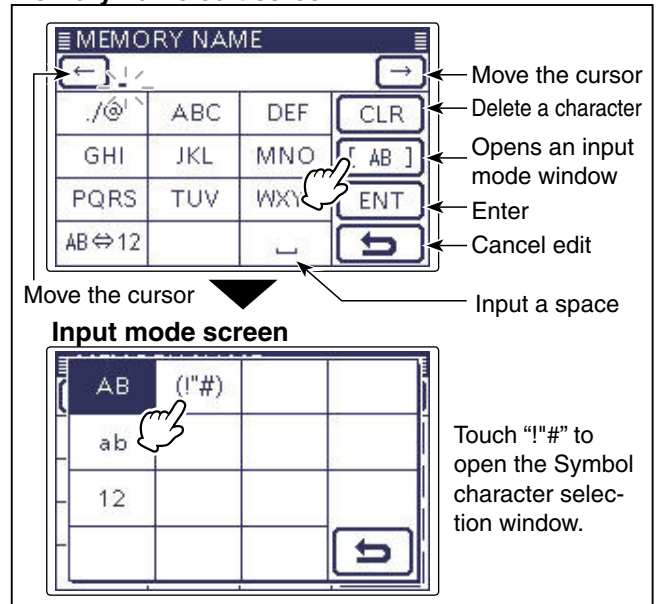 MEMORY NAME
← →
./@ ABC DEF CLR
GHI JKL MNO [ AB ]
PQRS TUV ENT
AB⇔12 ␣
Move the cursor
Delete a character
Opens an input
mode window
Enter
Cancel edit
Input a space
Move the cursor
Input mode screen
AB (!"#)
ab
12
Touch “!"#” to
open the Symbol
character selec-
tion window.